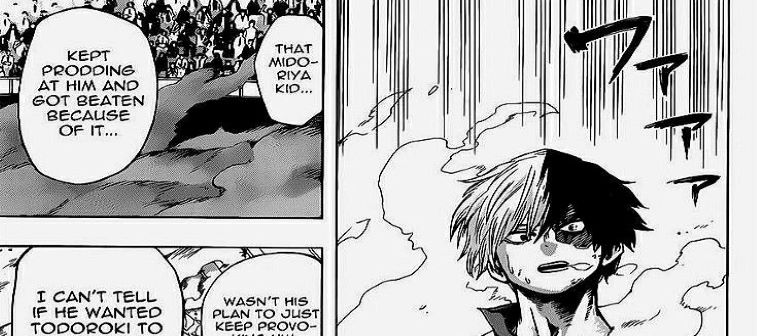 ワァァァ
THAT
MIDO-
RIYA
KID...
KEPT
PRODDING
AT HIM AND
GOT BEATEN
BECAUSE
OF IT...
WASN'T HIS
PLAN TO JUST
KEEP PROVO-
I CAN'T TELL
IF HE WANTED
TODOROKI TO